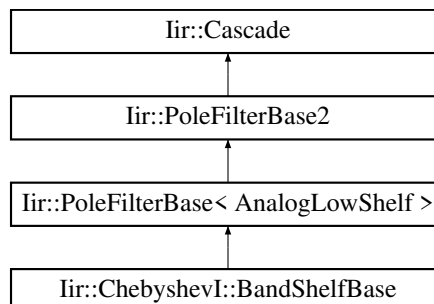 Iir::Cascade
Iir::PoleFilterBase2
Iir::PoleFilterBase< AnalogLowShelf >
Iir::ChebyshevI::BandShelfBase